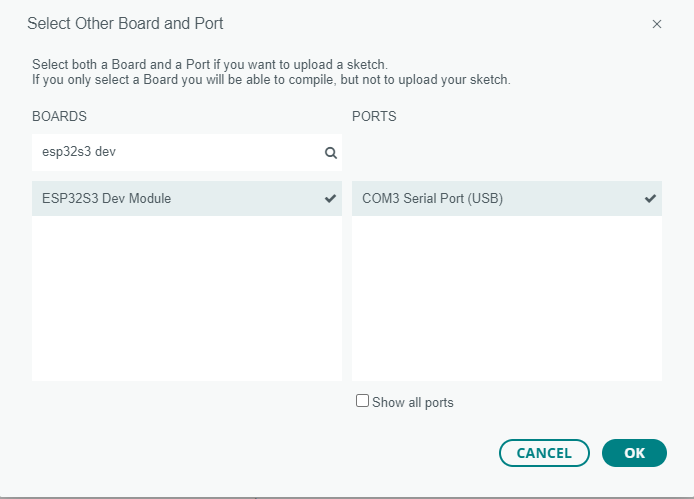 Select Other Board and Port
Select both a Board and a Port if you want to upload a sketch.
If you only select a Board you will be able to compile, but not to upload your sketch.
BOARDS
PORTS
esp32s3 dev
ESP32S3 Dev Module
COM3 Serial Port (USB)
Show all ports
CANCEL
OK